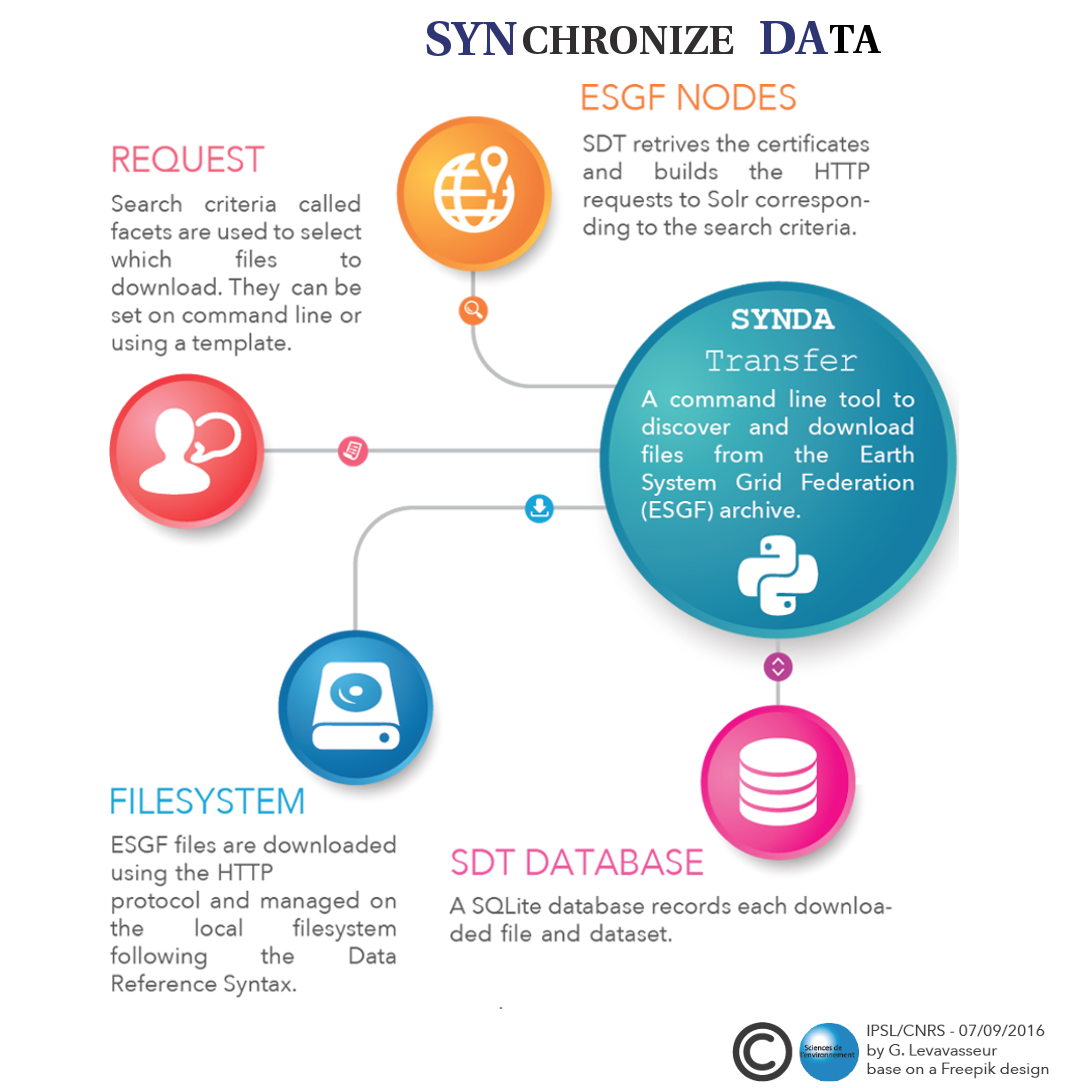 SYNCHRONIZE DATA
ESGF NODES
SDT retrives the certificates
and builds the HTTP
requests to Solr correspon-
ding to the search criteria.
REQUEST
Search criteria called
facets are used to select
which files to
download. They can be
set on command line or
using a template.
SYNDA
Transfer
A command line tool to
discover and download
files from the Earth
System Grid Federation
(ESGF) archive.
FILESYSTEM
ESGF files are downloaded
using the HTTP
protocol and managed on
the local filesystem
following the Data
Reference Syntax.
SDT DATABASE
A SQLite database records each downloa-
ded file and dataset.
.
©
Sciences de
l'environnement
IPSL/CNRS - 07/09/2016
by G. Levavasseur
base on a Freepik design